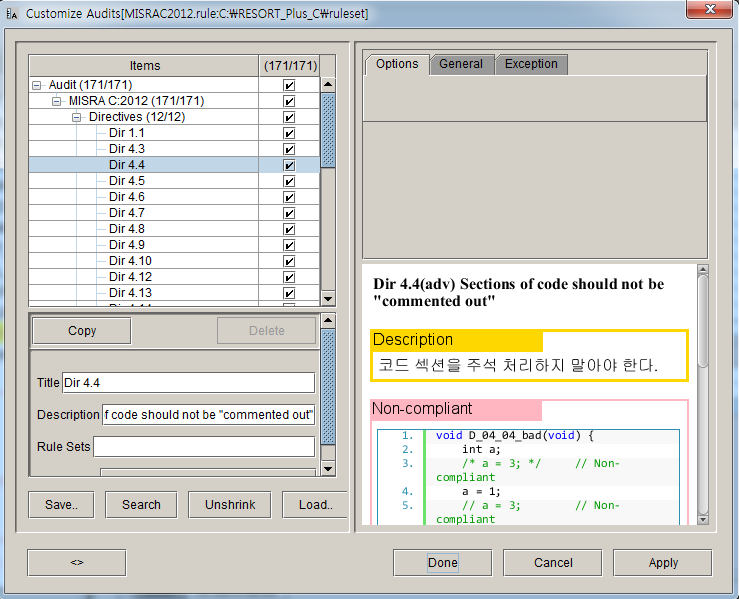 Customize Audits[MISRAC2012.rule:C:₩RESORT_Plus_C₩ruleset]
Items (171/171)
Audit (171/171)
MISRA C:2012 (171/171)
Directives (12/12)
Dir 1.1
Dir 4.3
Dir 4.4
Dir 4.5
Dir 4.6
Dir 4.7
Dir 4.8
Dir 4.9
Dir 4.10
Dir 4.12
Dir 4.13
Copy Delete
Title Dir 4.4
Description f code should not be "commented out"
Rule Sets
Save.. Search Unshrink Load..
Options General Exception
Dir 4.4(adv) Sections of code should not be
"commented out"
Description
코드 섹션을 주석 처리하지 말아야 한다.
Non-compliant
1. void D_04_04_bad(void) {
2. int a;
3. /* a = 3; */ // Non-
compliant
4. a = 1;
5. // a = 3; // Non-
compliant
<> Done Cancel Apply